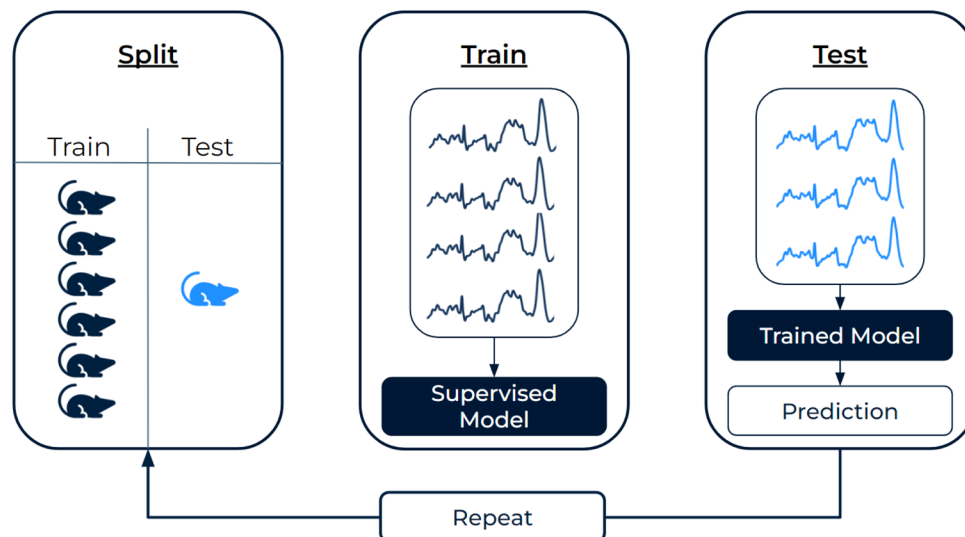 Split
Train
Test
Train
Supervised
Model
Test
Trained Model
Prediction
Repeat